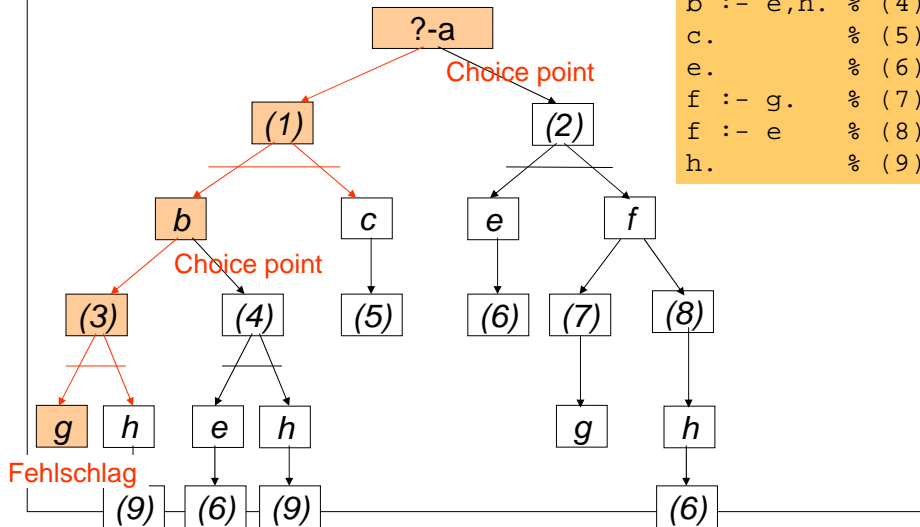 b :- e,h. % (4)
c. % (5)
e. % (6)
f :- g. % (7)
f :- e % (8)
h. % (9)
?-a
Choice point
(1)
(2)
b
c
e
f
Choice point
(3)
(4)
(5)
(6)
(7)
(8)
g
h
e
h
g
h
Fehlschlag
(9)
(6)
(9)
(6)